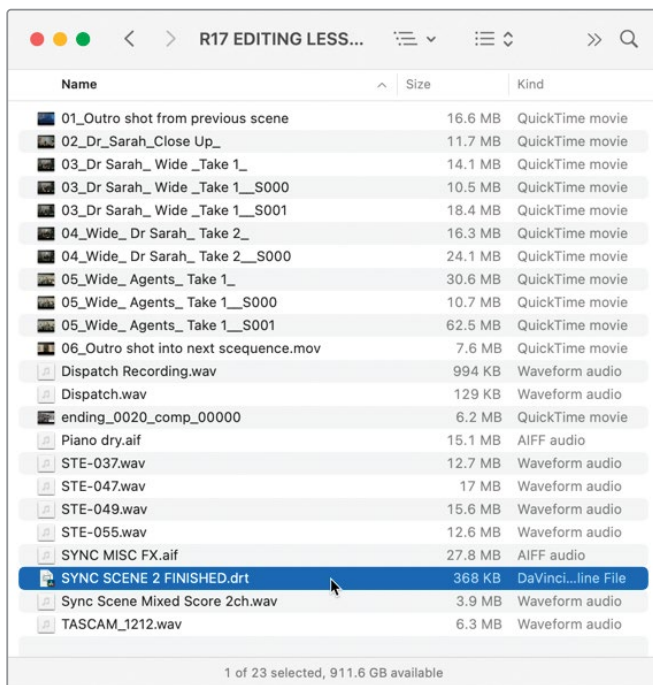 R17 EDITING LESS...
Name Size Kind
01_Outro shot from previous scene 16.6 MB QuickTime movie
02_Dr_Sarah_Close Up_ 11.7 MB QuickTime movie
03_Dr Sarah_ Wide _Take 1_ 14.1 MB QuickTime movie
03_Dr Sarah_ Wide _Take 1__S000 10.5 MB QuickTime movie
03_Dr Sarah_ Wide _Take 1__S001 18.4 MB QuickTime movie
04_Wide_ Dr Sarah_ Take 2_ 16.3 MB QuickTime movie
04_Wide_ Dr Sarah_ Take 2__S000 24.1 MB QuickTime movie
05_Wide_ Agents_ Take 1_ 30.6 MB QuickTime movie
05_Wide_ Agents_ Take 1__S000 10.7 MB QuickTime movie
05_Wide_ Agents_ Take 1__S001 62.5 MB QuickTime movie
06_Outro shot into next scequence.mov 7.6 MB QuickTime movie
Dispatch Recording.wav 994 KB Waveform audio
Dispatch.wav 129 KB Waveform audio
ending_0020_comp_00000 6.2 MB QuickTime movie
Piano dry.aif 15.1 MB AIFF audio
STE-037.wav 12.7 MB Waveform audio
STE-047.wav 17 MB Waveform audio
STE-049.wav 15.6 MB Waveform audio
STE-055.wav 12.6 MB Waveform audio
SYNC MISC FX.aif 27.8 MB AIFF audio
SYNC SCENE 2 FINISHED.drt 368 KB DaVinci...line File
Sync Scene Mixed Score 2ch.wav 3.9 MB Waveform audio
TASCAM_1212.wav 6.3 MB Waveform audio
1 of 23 selected, 911.6 GB available